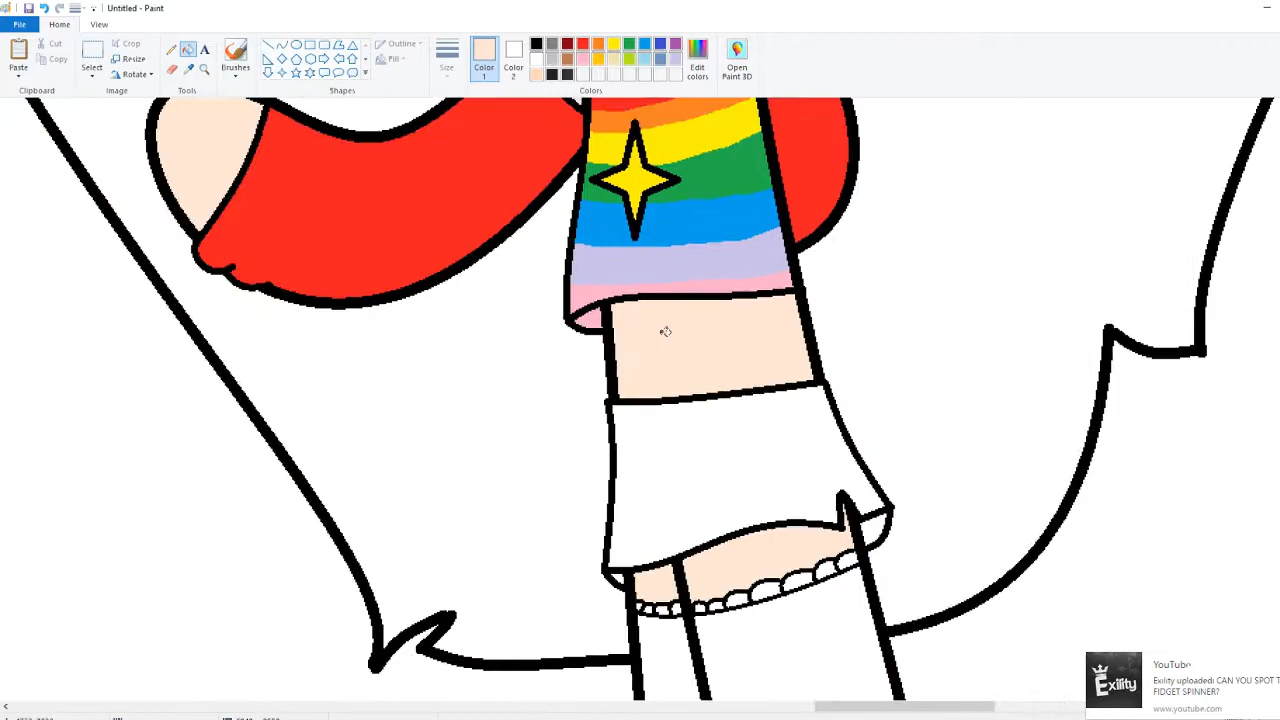 Untitled - Paint
File
Home
View
Paste
Cut
Copy
Clipboard
Select
Crop
Resize
Rotate
Image
A
Tools
Brushes
Outline
Fill
Shapes
Size
Color 1
Color 2
Edit colors
Colors
Open Paint 3D
Exility
YouTube
Exility uploaded: CAN YOU SPOT T
FIDGET SPINNER?
www.youtube.com